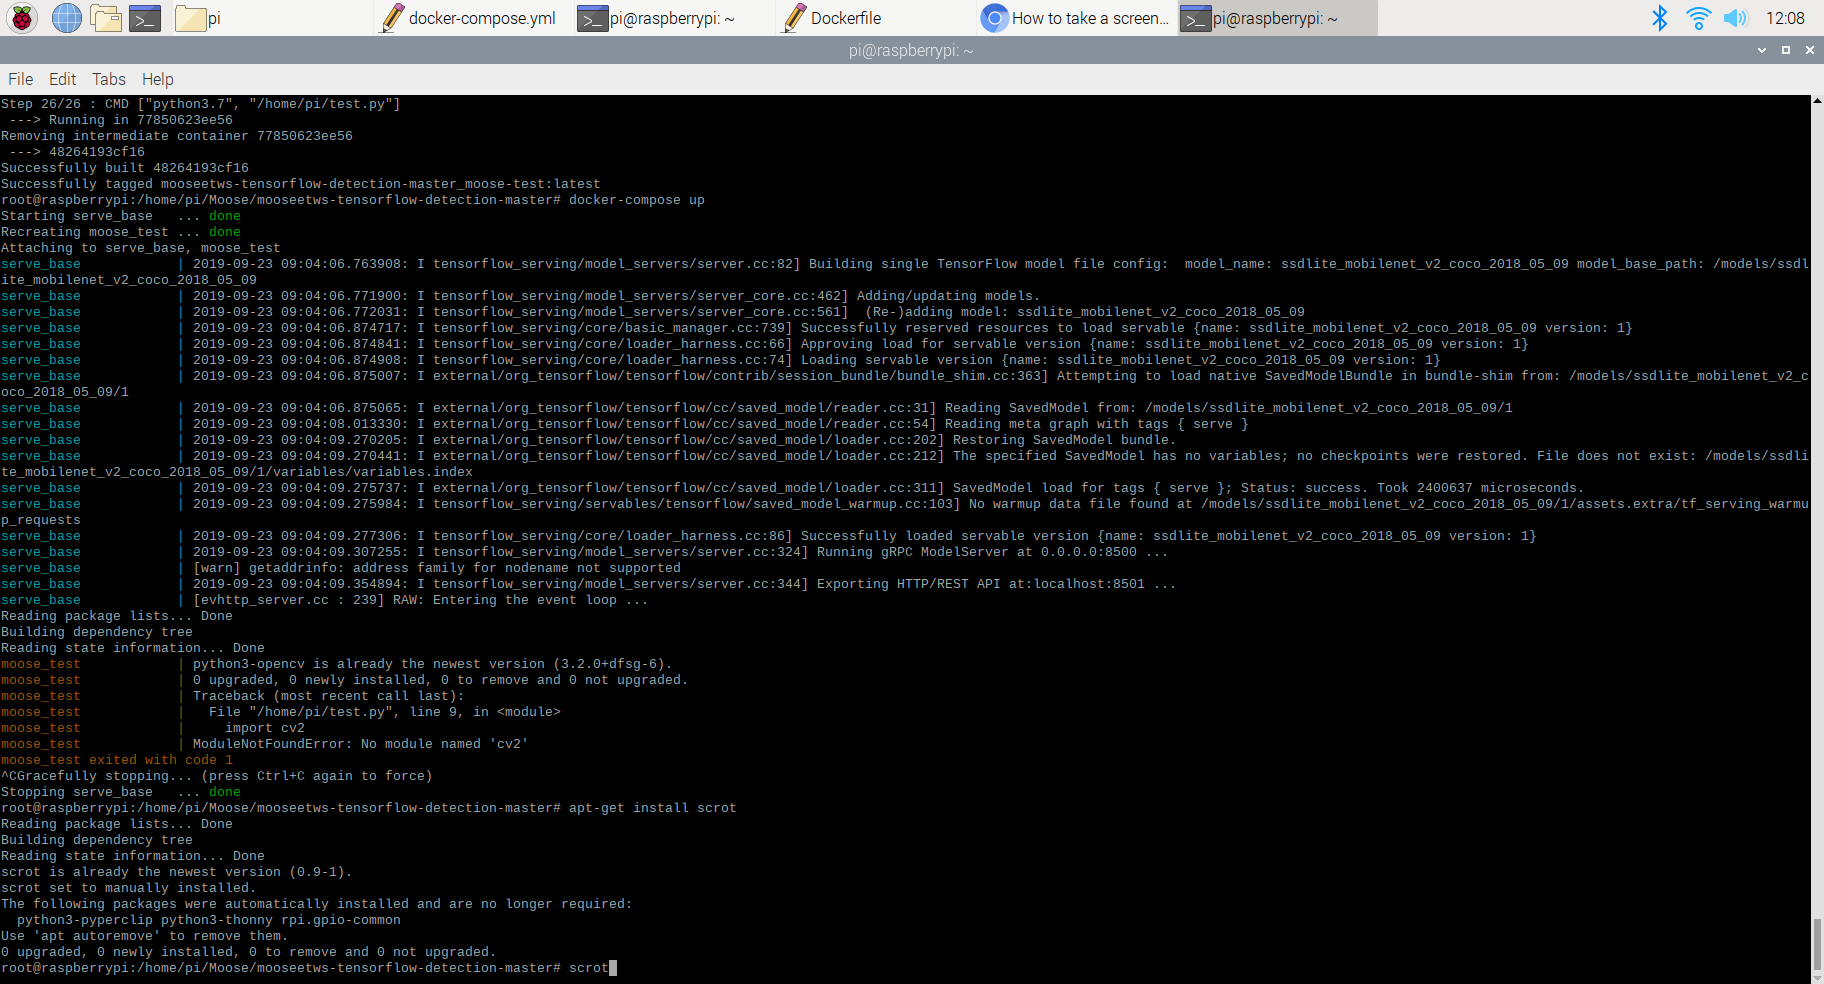 pi
docker-compose.yml
pi@raspberrypi: ~
Dockerfile
How to take a screen...
pi@raspberrypi: ~
12:08
pi@raspberrypi: ~
File Edit Tabs Help
Step 26/26 : CMD ["python3.7", "/home/pi/test.py"]
 ---> Running in 77850623ee56
Removing intermediate container 77850623ee56
 ---> 48264193cf16
Successfully built 48264193cf16
Successfully tagged mooseetws-tensorflow-detection-master_moose-test:latest
root@raspberrypi:/home/pi/Moose/mooseetws-tensorflow-detection-master# docker-compose up
Starting serve_base   ... done
Recreating moose_test ... done
Attaching to serve_base, moose_test
serve_base            | 2019-09-23 09:04:06.763908: I tensorflow_serving/model_servers/server.cc:82] Building single TensorFlow model file config:  model_name: ssdlite_mobilenet_v2_coco_2018_05_09 model_base_path: /models/ssdl
ite_mobilenet_v2_coco_2018_05_09
serve_base            | 2019-09-23 09:04:06.771900: I tensorflow_serving/model_servers/server_core.cc:462] Adding/updating models.
serve_base            | 2019-09-23 09:04:06.772031: I tensorflow_serving/model_servers/server_core.cc:561]  (Re-)adding model: ssdlite_mobilenet_v2_coco_2018_05_09
serve_base            | 2019-09-23 09:04:06.874717: I tensorflow_serving/core/basic_manager.cc:739] Successfully reserved resources to load servable {name: ssdlite_mobilenet_v2_coco_2018_05_09 version: 1}
serve_base            | 2019-09-23 09:04:06.874841: I tensorflow_serving/core/loader_harness.cc:66] Approving load for servable version {name: ssdlite_mobilenet_v2_coco_2018_05_09 version: 1}
serve_base            | 2019-09-23 09:04:06.874908: I tensorflow_serving/core/loader_harness.cc:74] Loading servable version {name: ssdlite_mobilenet_v2_coco_2018_05_09 version: 1}
serve_base            | 2019-09-23 09:04:06.875007: I external/org_tensorflow/tensorflow/contrib/session_bundle/bundle_shim.cc:363] Attempting to load native SavedModelBundle in bundle-shim from: /models/ssdlite_mobilenet_v2_c
oco_2018_05_09/1
serve_base            | 2019-09-23 09:04:06.875065: I external/org_tensorflow/tensorflow/cc/saved_model/reader.cc:31] Reading SavedModel from: /models/ssdlite_mobilenet_v2_coco_2018_05_09/1
serve_base            | 2019-09-23 09:04:08.013330: I external/org_tensorflow/tensorflow/cc/saved_model/reader.cc:54] Reading meta graph with tags { serve }
serve_base            | 2019-09-23 09:04:09.270205: I external/org_tensorflow/tensorflow/cc/saved_model/loader.cc:202] Restoring SavedModel bundle.
serve_base            | 2019-09-23 09:04:09.270441: I external/org_tensorflow/tensorflow/cc/saved_model/loader.cc:212] The specified SavedModel has no variables; no checkpoints were restored. File does not exist: /models/ssdli
te_mobilenet_v2_coco_2018_05_09/1/variables/variables.index
serve_base            | 2019-09-23 09:04:09.275737: I external/org_tensorflow/tensorflow/cc/saved_model/loader.cc:311] SavedModel load for tags { serve }; Status: success. Took 2400637 microseconds.
serve_base            | 2019-09-23 09:04:09.275984: I tensorflow_serving/servables/tensorflow/saved_model_warmup.cc:103] No warmup data file found at /models/ssdlite_mobilenet_v2_coco_2018_05_09/1/assets.extra/tf_serving_warmu
p_requests
serve_base            | 2019-09-23 09:04:09.277306: I tensorflow_serving/core/loader_harness.cc:86] Successfully loaded servable version {name: ssdlite_mobilenet_v2_coco_2018_05_09 version: 1}
serve_base            | 2019-09-23 09:04:09.307255: I tensorflow_serving/model_servers/server.cc:324] Running gRPC ModelServer at 0.0.0.0:8500 ...
serve_base            | [warn] getaddrinfo: address family for nodename not supported
serve_base            | 2019-09-23 09:04:09.354894: I tensorflow_serving/model_servers/server.cc:344] Exporting HTTP/REST API at:localhost:8501 ...
serve_base            | [evhttp_server.cc : 239] RAW: Entering the event loop ...
Reading package lists... Done
Building dependency tree
Reading state information... Done
moose_test            | python3-opencv is already the newest version (3.2.0+dfsg-6).
moose_test            | 0 upgraded, 0 newly installed, 0 to remove and 0 not upgraded.
moose_test            | Traceback (most recent call last):
moose_test            |   File "/home/pi/test.py", line 9, in <module>
moose_test            |     import cv2
moose_test            | ModuleNotFoundError: No module named 'cv2'
moose_test exited with code 1
^CGracefully stopping... (press Ctrl+C again to force)
Stopping serve_base   ... done
root@raspberrypi:/home/pi/Moose/mooseetws-tensorflow-detection-master# apt-get install scrot
Reading package lists... Done
Building dependency tree
Reading state information... Done
scrot is already the newest version (0.9-1).
scrot set to manually installed.
The following packages were automatically installed and are no longer required:
  python3-pyperclip python3-thonny rpi.gpio-common
Use 'apt autoremove' to remove them.
0 upgraded, 0 newly installed, 0 to remove and 0 not upgraded.
root@raspberrypi:/home/pi/Moose/mooseetws-tensorflow-detection-master# scrot